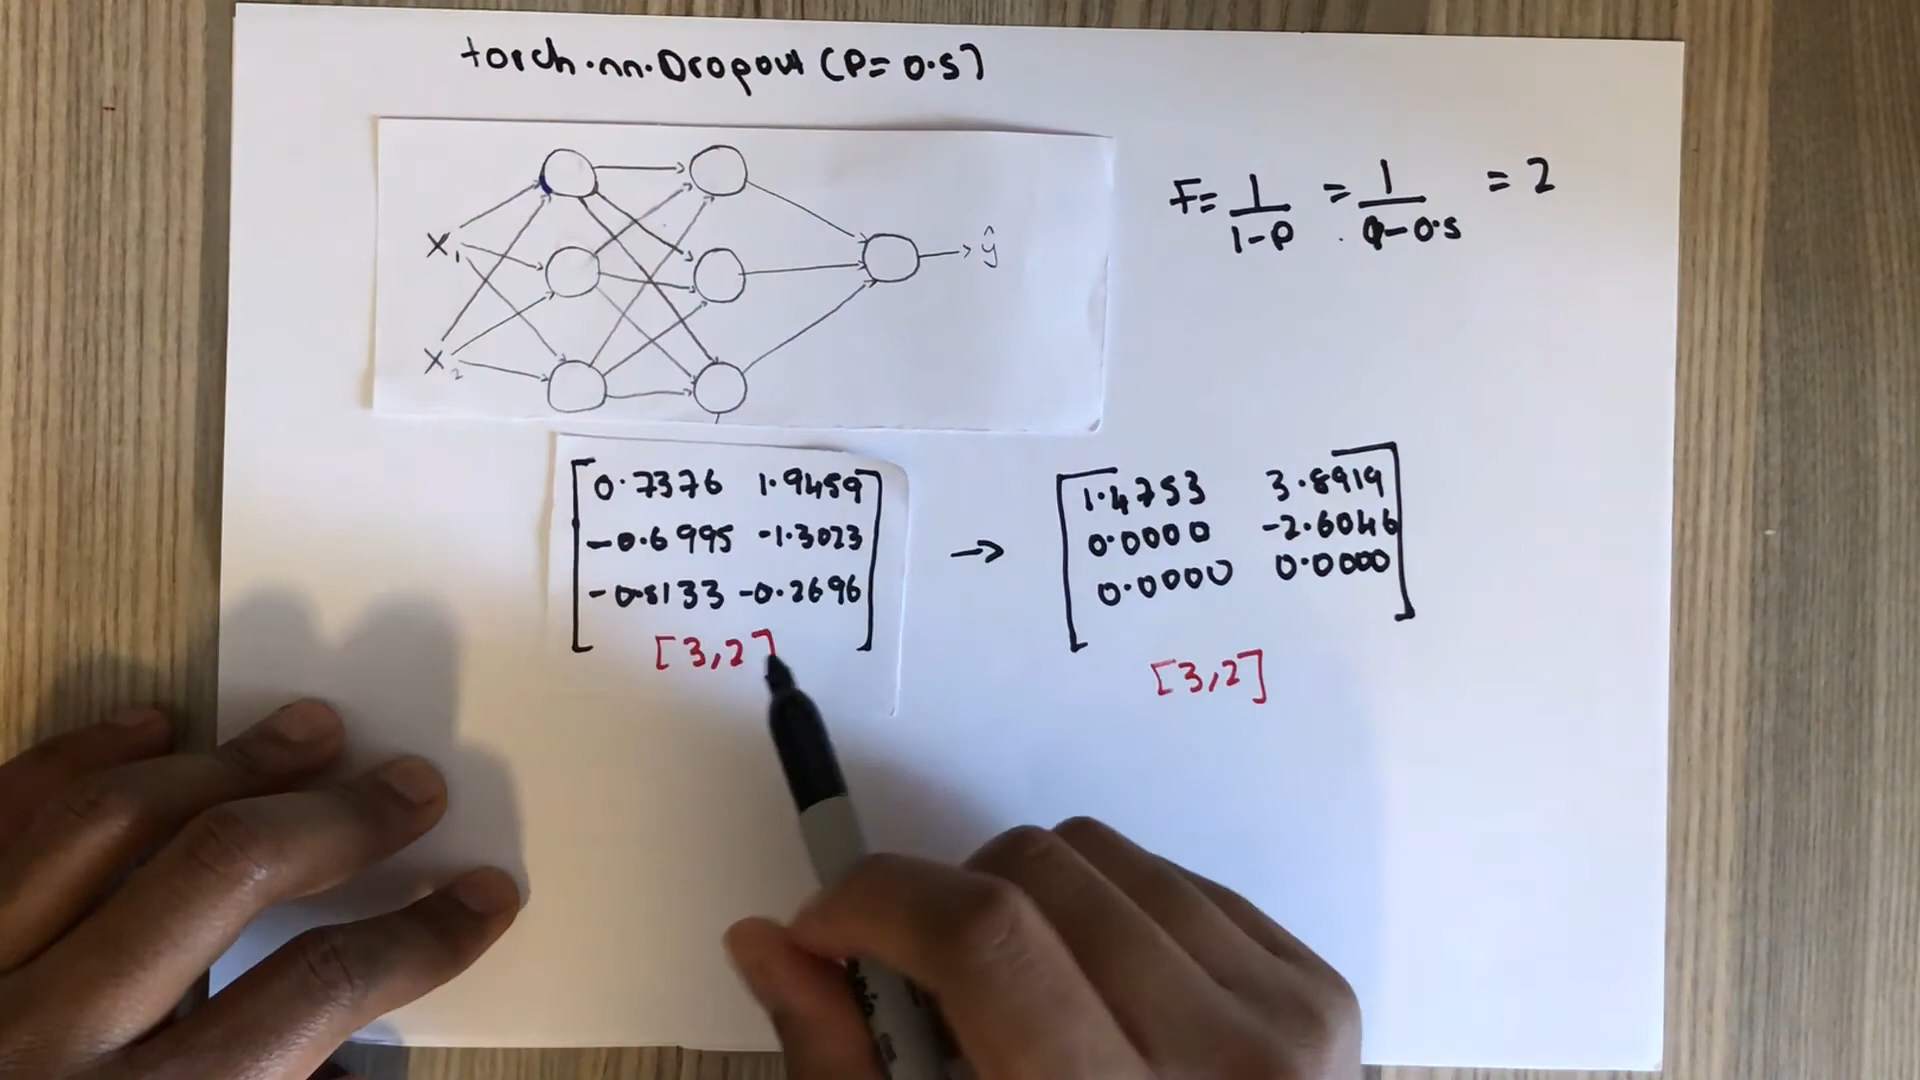 torch.nn.Dropout (P= 0.5)
F= 1/1-P = 1/1-0.5 = 2
X1
X2
ŷ
0.7376 1.9459
-0.6995 -1.3023
-0.8133 -0.2696
[3,2]
→
1.4753 3.8919
0.0000 -2.6046
0.0000 0.0000
[3,2]